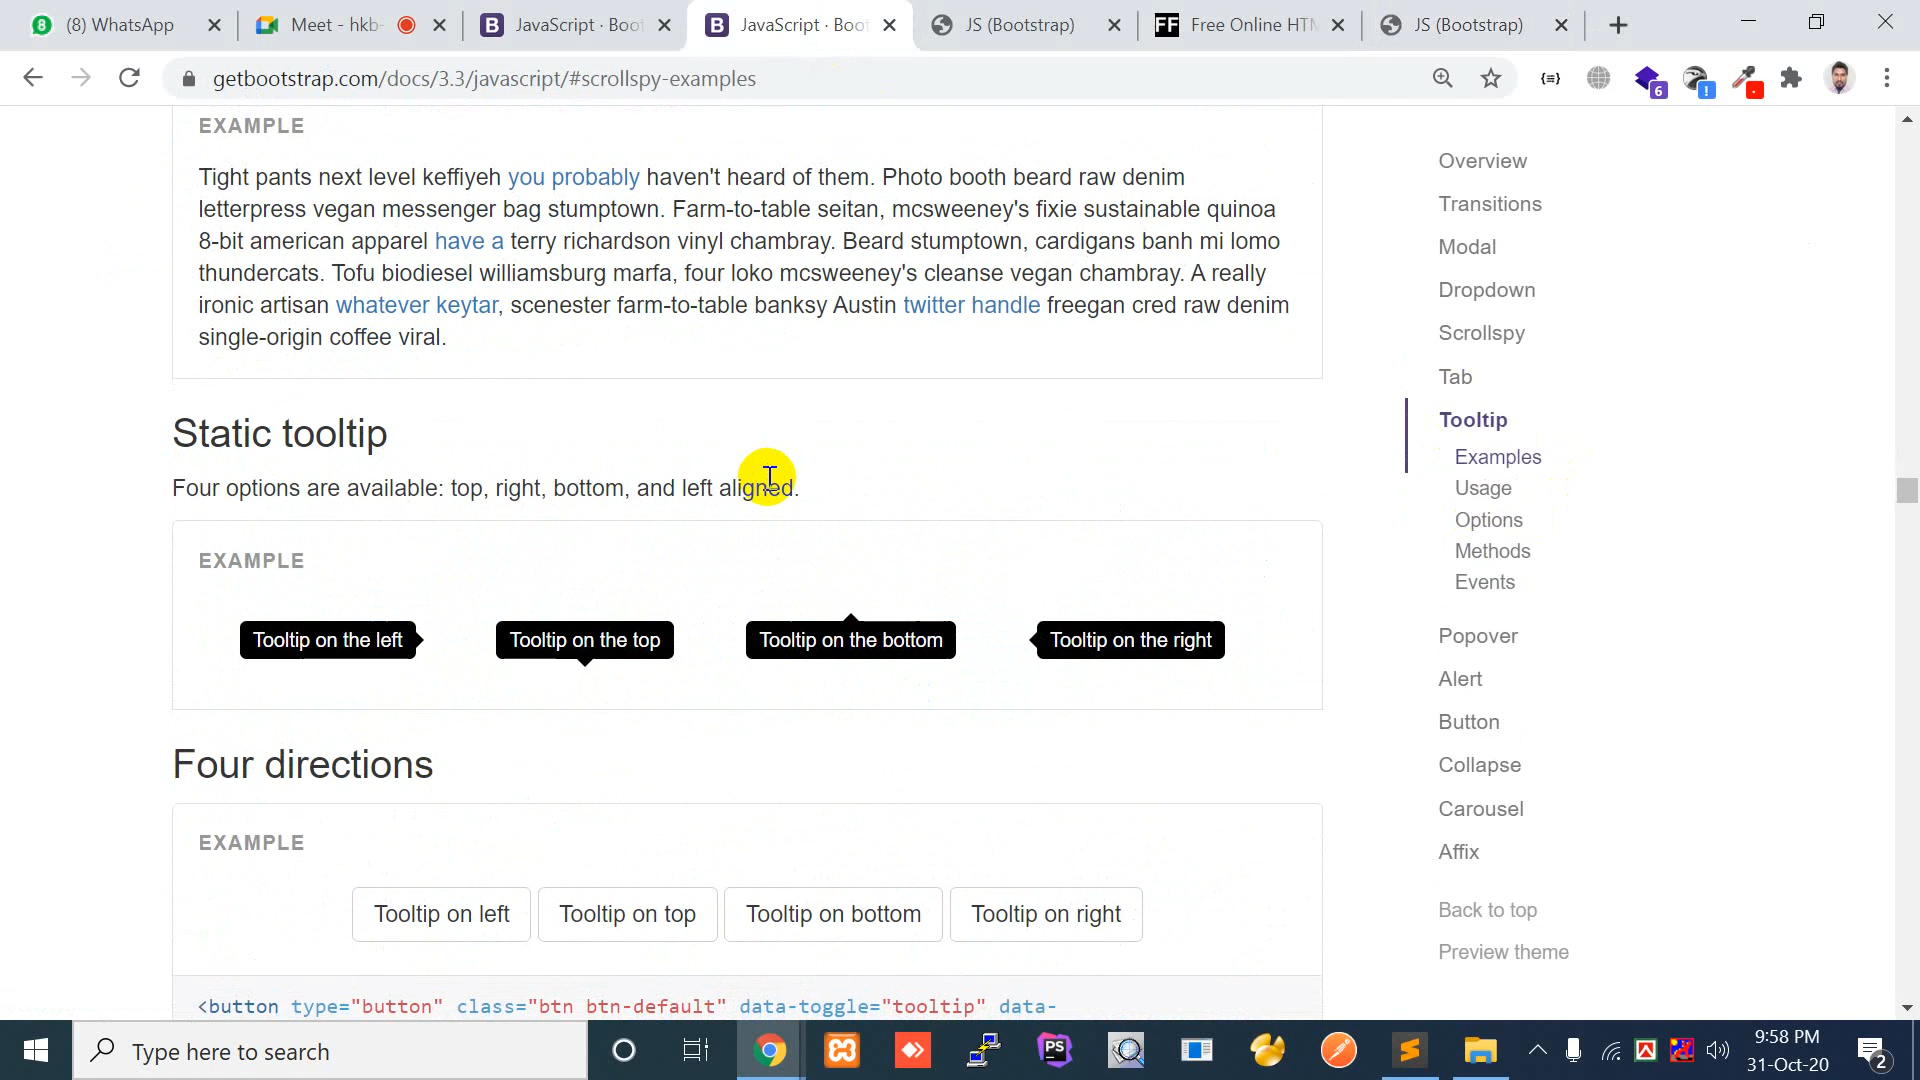 (8) WhatsApp
Meet - hkb-
JavaScript · Boot
JavaScript · Boot
JS (Bootstrap)
FF Free Online HTM
JS (Bootstrap)
getbootstrap.com/docs/3.3/javascript/#scrollspy-examples
EXAMPLE
Tight pants next level keffiyeh you probably haven't heard of them. Photo booth beard raw denim
letterpress vegan messenger bag stumptown. Farm-to-table seitan, mcsweeney's fixie sustainable quinoa
8-bit american apparel have a terry richardson vinyl chambray. Beard stumptown, cardigans banh mi lomo
thundercats. Tofu biodiesel williamsburg marfa, four loko mcsweeney's cleanse vegan chambray. A really
ironic artisan whatever keytar, scenester farm-to-table banksy Austin twitter handle freegan cred raw denim
single-origin coffee viral.
Static tooltip
Four options are available: top, right, bottom, and left aligned.
EXAMPLE
Tooltip on the left
Tooltip on the top
Tooltip on the bottom
Tooltip on the right
Four directions
EXAMPLE
Tooltip on left
Tooltip on top
Tooltip on bottom
Tooltip on right
<button type="button" class="btn btn-default" data-toggle="tooltip" data-
Overview
Transitions
Modal
Dropdown
Scrollspy
Tab
Tooltip
Examples
Usage
Options
Methods
Events
Popover
Alert
Button
Collapse
Carousel
Affix
Back to top
Preview theme
Type here to search
PS
9:58 PM
31-Oct-20
2